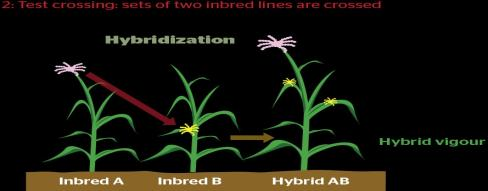 2: Test crossing: sets of two inbred lines are crossed
Hybridization
Hybrid vigour
Inbred A
Inbred B
Hybrid AB